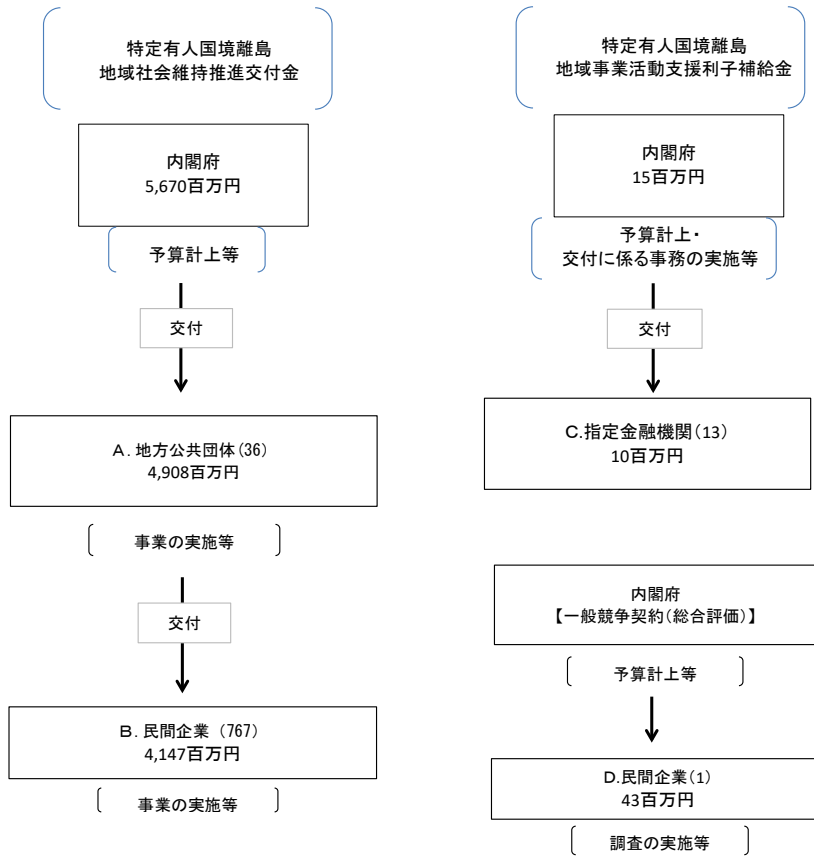 特定有人国境離島
地域社会維持推進交付金
内閣府
5,670百万円
予算計上等
交付
A. 地方公共団体(36)
4,908百万円
事業の実施等
交付
B. 民間企業 (767)
4,147百万円
事業の実施等
特定有人国境離島
地域事業活動支援利子補給金
内閣府
15百万円
予算計上・
交付に係る事務の実施等
交付
C.指定金融機関(13)
10百万円
内閣府
【一般競争契約(総合評価)】
予算計上等
D.民間企業(1)
43百万円
調査の実施等